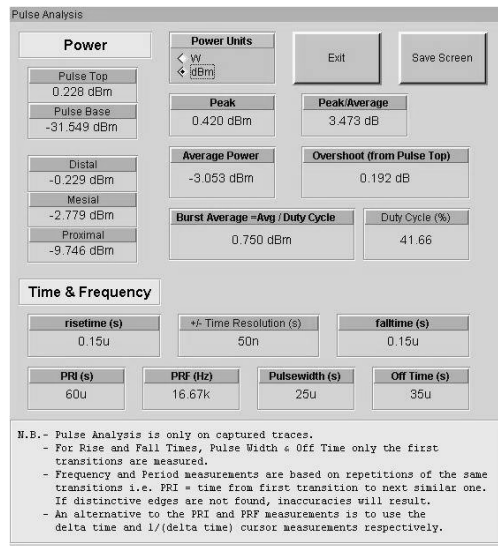 Pulse Analysis
Power
Pulse Top
0.228 dBm
Pulse Base
-31.549 dBm
Distal
-0.229 dBm
Mesial
-2.779 dBm
Proximal
-9.746 dBm
Power Units
W
dBm
Exit
Save Screen
Peak
0.420 dBm
Peak/Average
3.473 dB
Average Power
-3.053 dBm
Overshoot (from Pulse Top)
0.192 dB
Burst Average =Avg / Duty Cycle
0.750 dBm
Duty Cycle (%)
41.66
Time & Frequency
risetime (s)
0.15u
+/- Time Resolution (s)
50n
falltime (s)
0.15u
PRI (s)
60u
PRF (Hz)
16.67k
Pulsewidth (s)
25u
Off Time (s)
35u
N.B.- Pulse Analysis is only on captured traces.
- For Rise and Fall Times, Pulse Width & Off Time only the first
transitions are measured.
- Frequency and Period measurements are based on repetitions of the same
transitions i.e. PRI = time from first transition to next similar one.
If distinctive edges are not found, inaccuracies will result.
- An alternative to the PRI and PRF measurements is to use the
delta time and 1/(delta time) cursor measurements respectively.